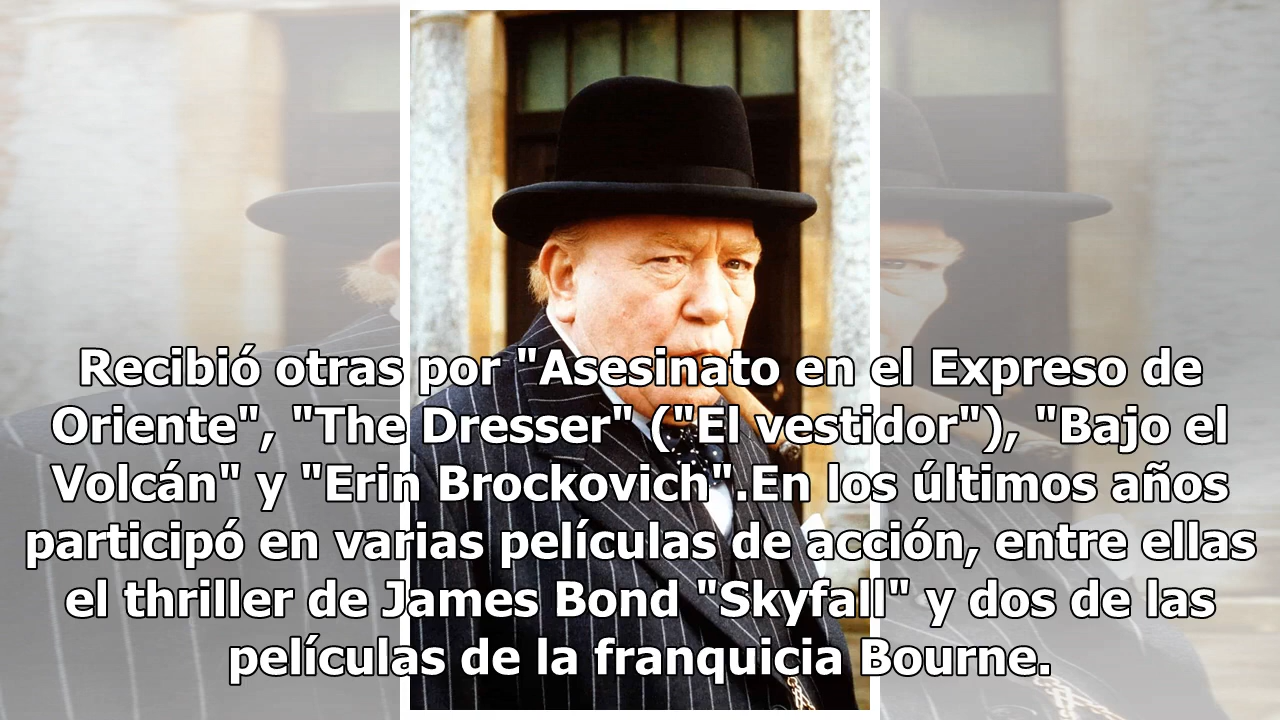 Recibió otras por "Asesinato en el Expreso de
Oriente", "The Dresser" ("El vestidor"), "Bajo el
Volcán" y "Erin Brockovich".En los últimos años
participó en varias películas de acción, entre ellas
el thriller de James Bond "Skyfall" y dos de las
películas de la franquicia Bourne.